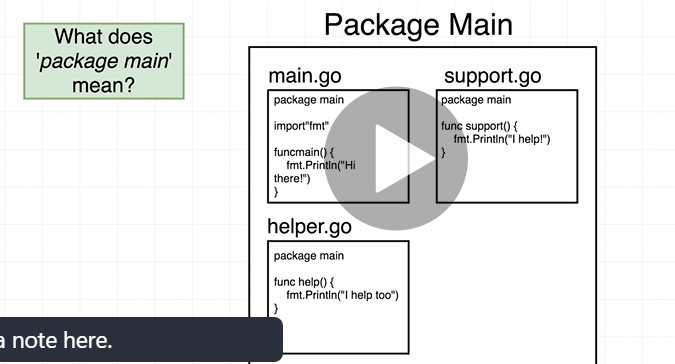 What does
'package main'
mean?
Package Main
main.go
package main
import"fmt"
funcmain() {
fmt.Println("Hi
there!")
}
support.go
package main
func support() {
fmt.Println("I help!")
}
helper.go
package main
func help() {
fmt.Println("I help too")
}
a note here.